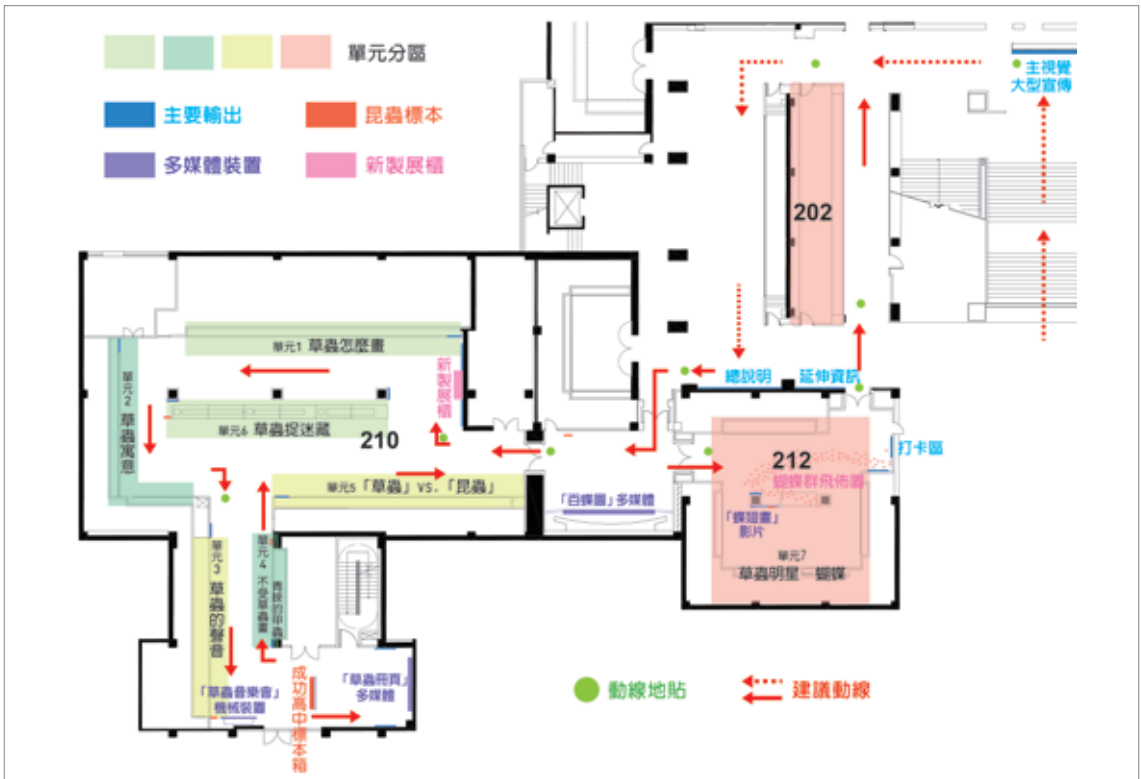 單元分區
主要輸出
昆蟲標本
多媒體裝置
新製展櫃
主視覺
大型宣傳
202
單元1 草蟲怎麼畫
新製展櫃
總說明
延伸資訊
單元2 草蟲寓意
單元6 草蟲捉迷藏
210
212
打卡區
蝴蝶群飛佈置
單元5「草蟲」VS.「昆蟲」
「百蝶圖」多媒體
「蝶翅畫」
影片
單元7
草蟲明星—蝴蝶
單元3 草蟲的聲音
單元4 不受草蟲畫
青睞的甲蟲
「草蟲音樂會」
機械裝置
成功高中標本箱
「草蟲冊頁」
多媒體
動線地貼
建議動線